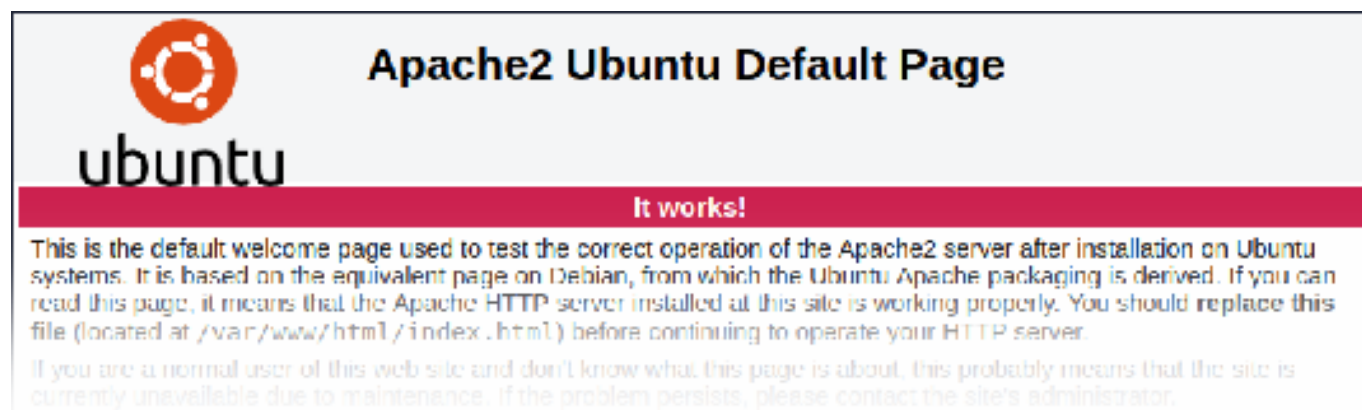 Apache2 Ubuntu Default Page
ubuntu
It works!
This is the default welcome page used to test the correct operation of the Apache2 server after installation on Ubuntu
systems. It is based on the equivalent page on Debian, from which the Ubuntu Apache packaging is derived. If you can
read this page, it means that the Apache HTTP server installed at this site is working properly. You should replace this
file (located at /var/www/html/index.html) before continuing to operate your HTTP server.
If you are a normal user of this web site and don't know what this page is about, this probably means that the site is
currently unavailable due to maintenance. If the problem persists, please contact the site's administrator.